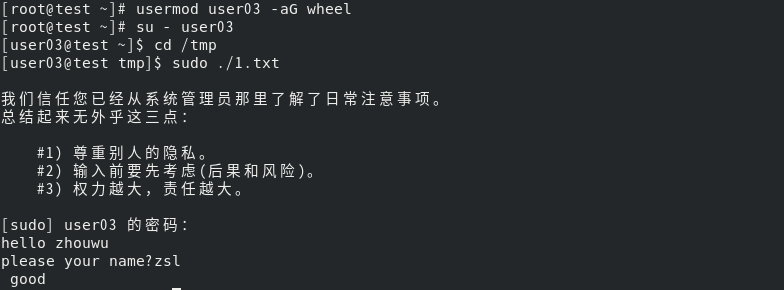 [root@test ~]# usermod user03 -aG wheel
[root@test ~]# su - user03
[user03@test ~]$ cd /tmp
[user03@test tmp]$ sudo ./1.txt
我们信任您已经从系统管理员那里了解了日常注意事项。
总结起来无外乎这三点：
#1) 尊重别人的隐私。
#2) 输入前要先考虑(后果和风险)。
#3) 权力越大，责任越大。
[sudo] user03 的密码：
hello zhouwu
please your name?zsl
good